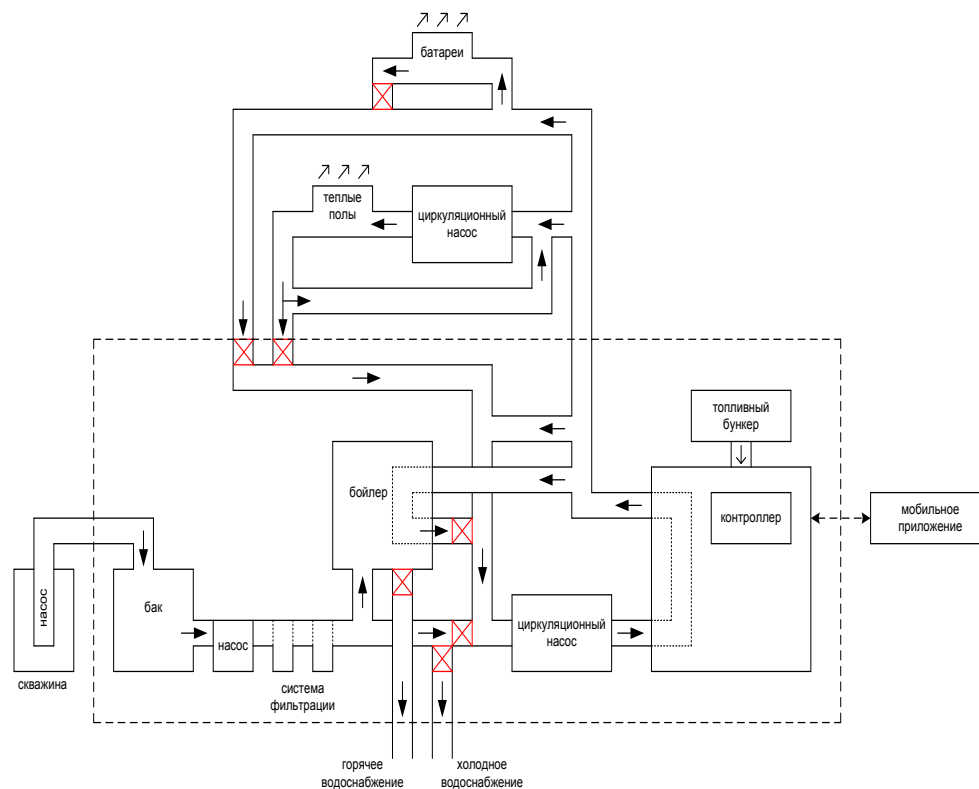 батареи
теплые
полы
циркуляционный
насос
топливный
бункер
бойлер
контроллер
мобильное
приложение
насос
бак
насос
циркуляционный
насос
скважина
система
фильтрации
горячее
водоснабжение
холодное
водоснабжение